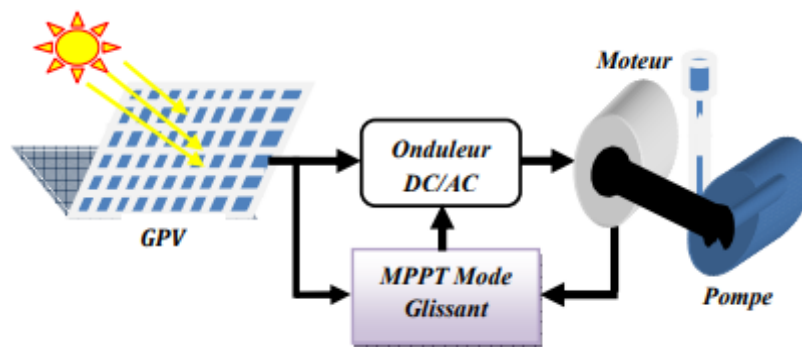 Moteur
Onduleur
DC/AC
GPV
MPPT Mode
Glissant
Pompe